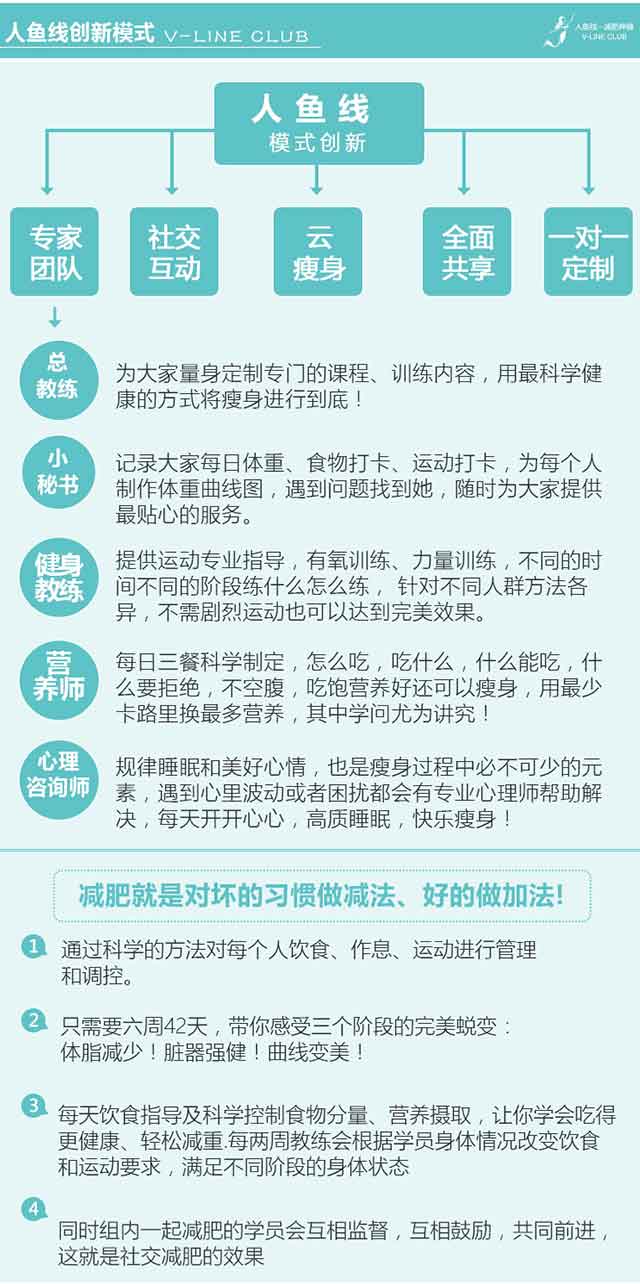 人鱼线创新模式 V-LINE CLUB
人鱼线—减肥神器
V-LINE CLUB
人鱼线
模式创新
专家
团队
社交
互动
云
瘦身
全面
共享
一对一
定制
总
教练
为大家量身定制专门的课程、训练内容，用最科学健
康的方式将瘦身进行到底！
小
秘书
记录大家每日体重、食物打卡、运动打卡，为每个人
制作体重曲线图，遇到问题找到她，随时为大家提供
最贴心的服务。
健身
教练
提供运动专业指导，有氧训练、力量训练，不同的时
间不同的阶段练什么怎么练， 针对不同人群方法各
异，不需剧烈运动也可以达到完美效果。
营
养师
每日三餐科学制定，怎么吃，吃什么，什么能吃，什
么要拒绝，不空腹，吃饱营养好还可以瘦身，用最少
卡路里换最多营养，其中学问尤为讲究！
心理
咨询师
规律睡眠和美好心情，也是瘦身过程中必不可少的元
素，遇到心里波动或者困扰都会有专业心理师帮助解
决，每天开开心心，高质睡眠，快乐瘦身！
减肥就是对坏的习惯做减法、好的做加法!
1 通过科学的方法对每个人饮食、作息、运动进行管理
和调控。
2 只需要六周42天，带你感受三个阶段的完美蜕变：
体脂减少！脏器强健！曲线变美！
3 每天饮食指导及科学控制食物分量、营养摄取，让你学会吃得
更健康、轻松减重.每两周教练会根据学员身体情况改变饮食
和运动要求，满足不同阶段的身体状态
4 同时组内一起减肥的学员会互相监督，互相鼓励，共同前进，
这就是社交减肥的效果